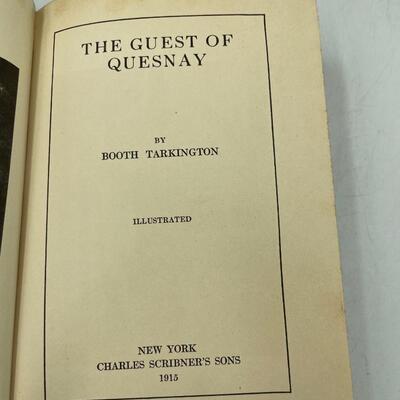 THE GUEST OF
QUESNAY
BY
BOOTH TARKINGTON
ILLUSTRATED
NEW YORK
CHARLES SCRIBNER'S SONS
1915